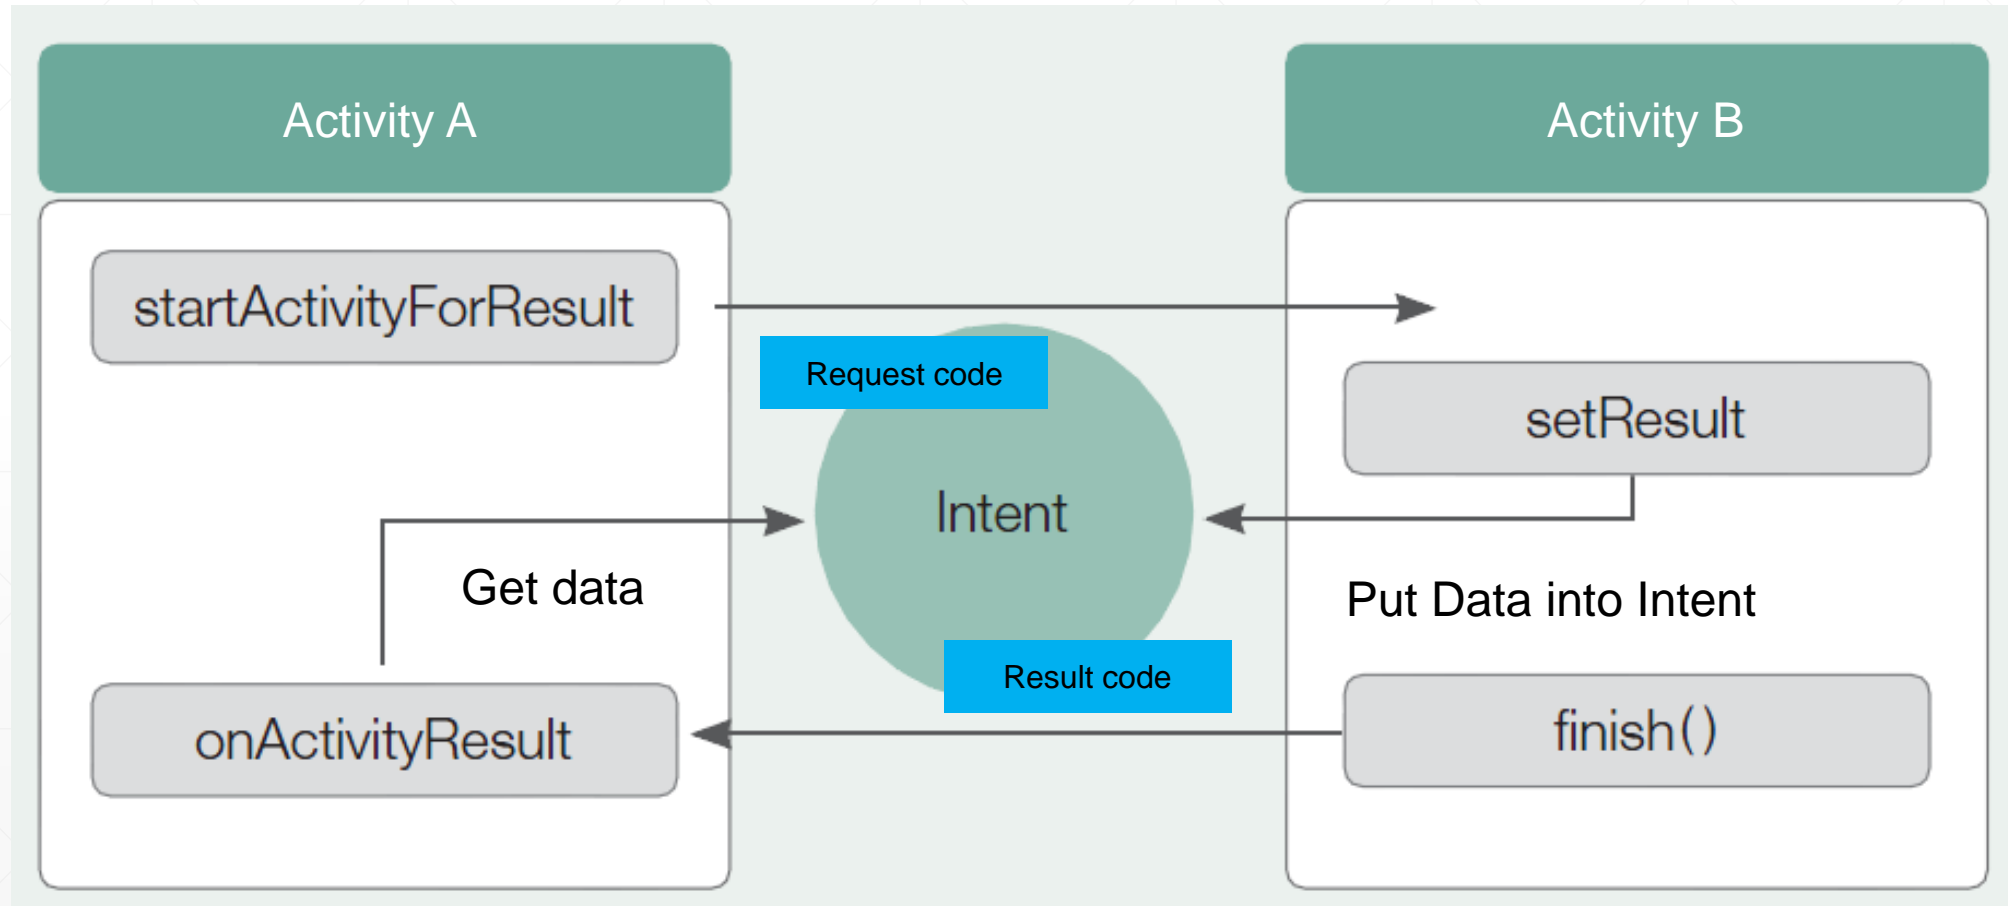 Activity A
Activity B
startActivityForResult
Request code
setResult
Intent
Get data
Put Data into Intent
Result code
onActivityResult
finish()